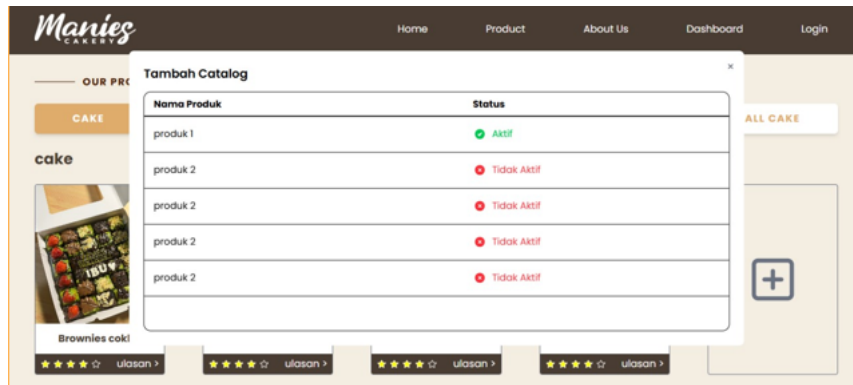 Manies
CAKERY
Home Product About Us Dashboard Login
OUR PRO
Tambah Catalog
×
CAKE
ALL CAKE
Nama Produk Status
produk 1 Aktif
produk 2 Tidak Aktif
produk 2 Tidak Aktif
produk 2 Tidak Aktif
produk 2 Tidak Aktif
cake
IBU
Brownies cokl
ulasan >
ulasan >
ulasan >
ulasan >